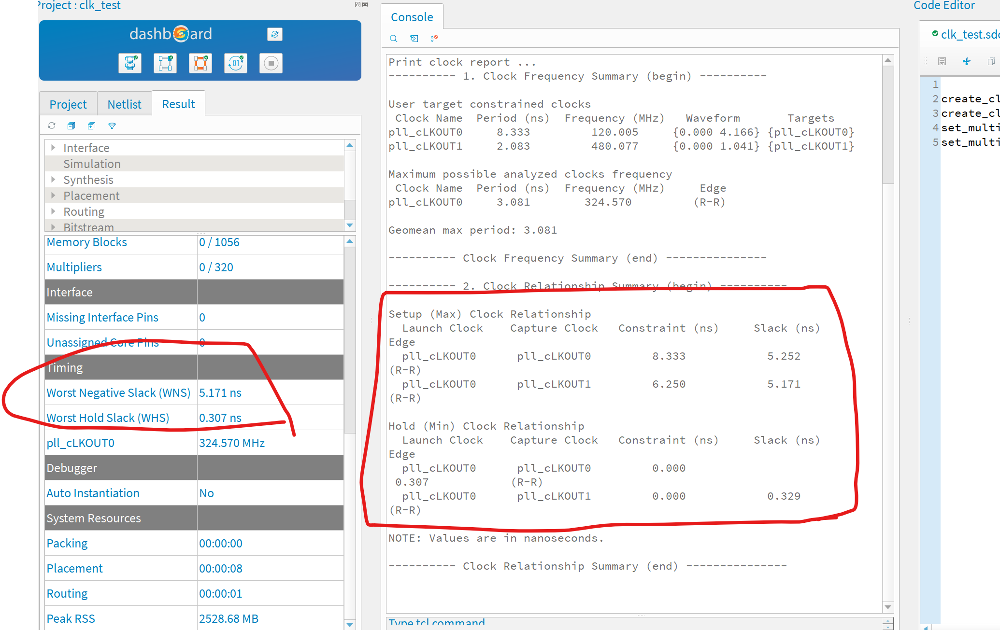 Project : clk_test
dashboard
01
Project Netlist Result
Interface
Simulation
Synthesis
Placement
Routing
Bitstream
Memory Blocks 0 / 1056
Multipliers 0 / 320
Interface
Missing Interface Pins 0
Unassigned Core Pins 0
Timing
Worst Negative Slack (WNS) 5.171 ns
Worst Hold Slack (WHS) 0.307 ns
pll_cLKOUT0 324.570 MHz
Debugger
Auto Instantiation No
System Resources
Packing 00:00:00
Placement 00:00:08
Routing 00:00:01
Peak RSS 2528.68 MB
Console
Print clock report ...
---------- 1. Clock Frequency Summary (begin) ----------
User target constrained clocks
Clock Name Period (ns) Frequency (MHz) Waveform Targets
pll_cLKOUT0 8.333 120.005 {0.000 4.166} {pll_cLKOUT0}
pll_cLKOUT1 2.083 480.077 {0.000 1.041} {pll_cLKOUT1}
Maximum possible analyzed clocks frequency
Clock Name Period (ns) Frequency (MHz) Edge
pll_cLKOUT0 3.081 324.570 (R-R)
Geomean max period: 3.081
---------- Clock Frequency Summary (end) ---------------
---------- 2. Clock Relationship Summary (begin) ----------
Setup (Max) Clock Relationship
Launch Clock Capture Clock Constraint (ns) Slack (ns)
Edge
pll_cLKOUT0 pll_cLKOUT0 8.333 5.252
(R-R)
pll_cLKOUT0 pll_cLKOUT1 6.250 5.171
(R-R)
Hold (Min) Clock Relationship
Launch Clock Capture Clock Constraint (ns) Slack (ns)
Edge
pll_cLKOUT0 pll_cLKOUT0 0.000
0.307 (R-R)
pll_cLKOUT0 pll_cLKOUT1 0.000 0.329
(R-R)
NOTE: Values are in nanoseconds.
---------- Clock Relationship Summary (end) ---------------
Type tcl command
Code Editor
clk_test.sdc
1
2 create_cl
3 create_cl
4 set_multi
5 set_multi